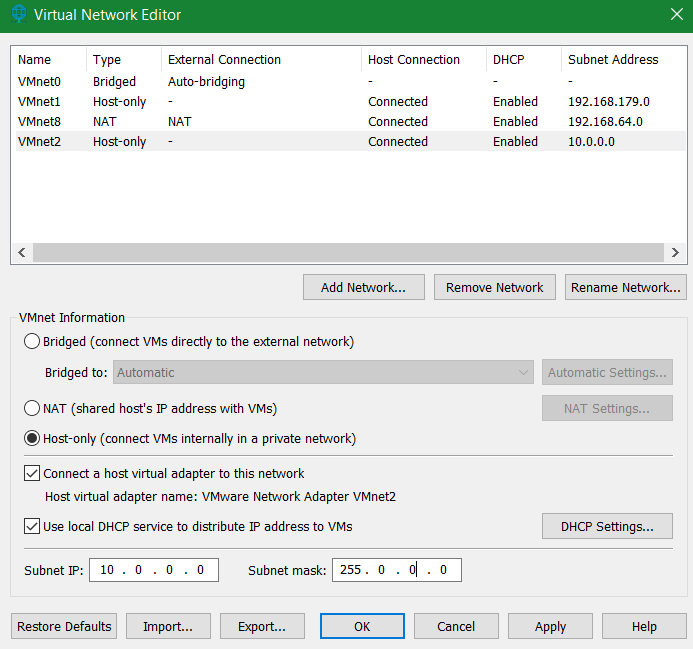 Virtual Network Editor
Name Type External Connection Host Connection DHCP Subnet Address
VMnet0 Bridged Auto-bridging - - -
VMnet1 Host-only - Connected Enabled 192.168.179.0
VMnet8 NAT NAT Connected Enabled 192.168.64.0
VMnet2 Host-only - Connected Enabled 10.0.0.0
Add Network... Remove Network Rename Network...
VMnet Information
Bridged (connect VMs directly to the external network)
Bridged to: Automatic Automatic Settings...
NAT (shared host's IP address with VMs) NAT Settings...
Host-only (connect VMs internally in a private network)
Connect a host virtual adapter to this network
Host virtual adapter name: VMware Network Adapter VMnet2
Use local DHCP service to distribute IP address to VMs DHCP Settings...
Subnet IP: 10 . 0 . 0 . 0 Subnet mask: 255 . 0 . 0 . 0
Restore Defaults Import... Export... OK Cancel Apply Help